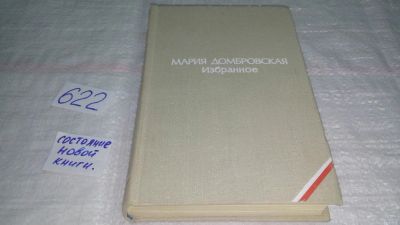 МАРИЯ ДОМБРОВСКАЯ
Избранное
622
состояние
новой
книги.